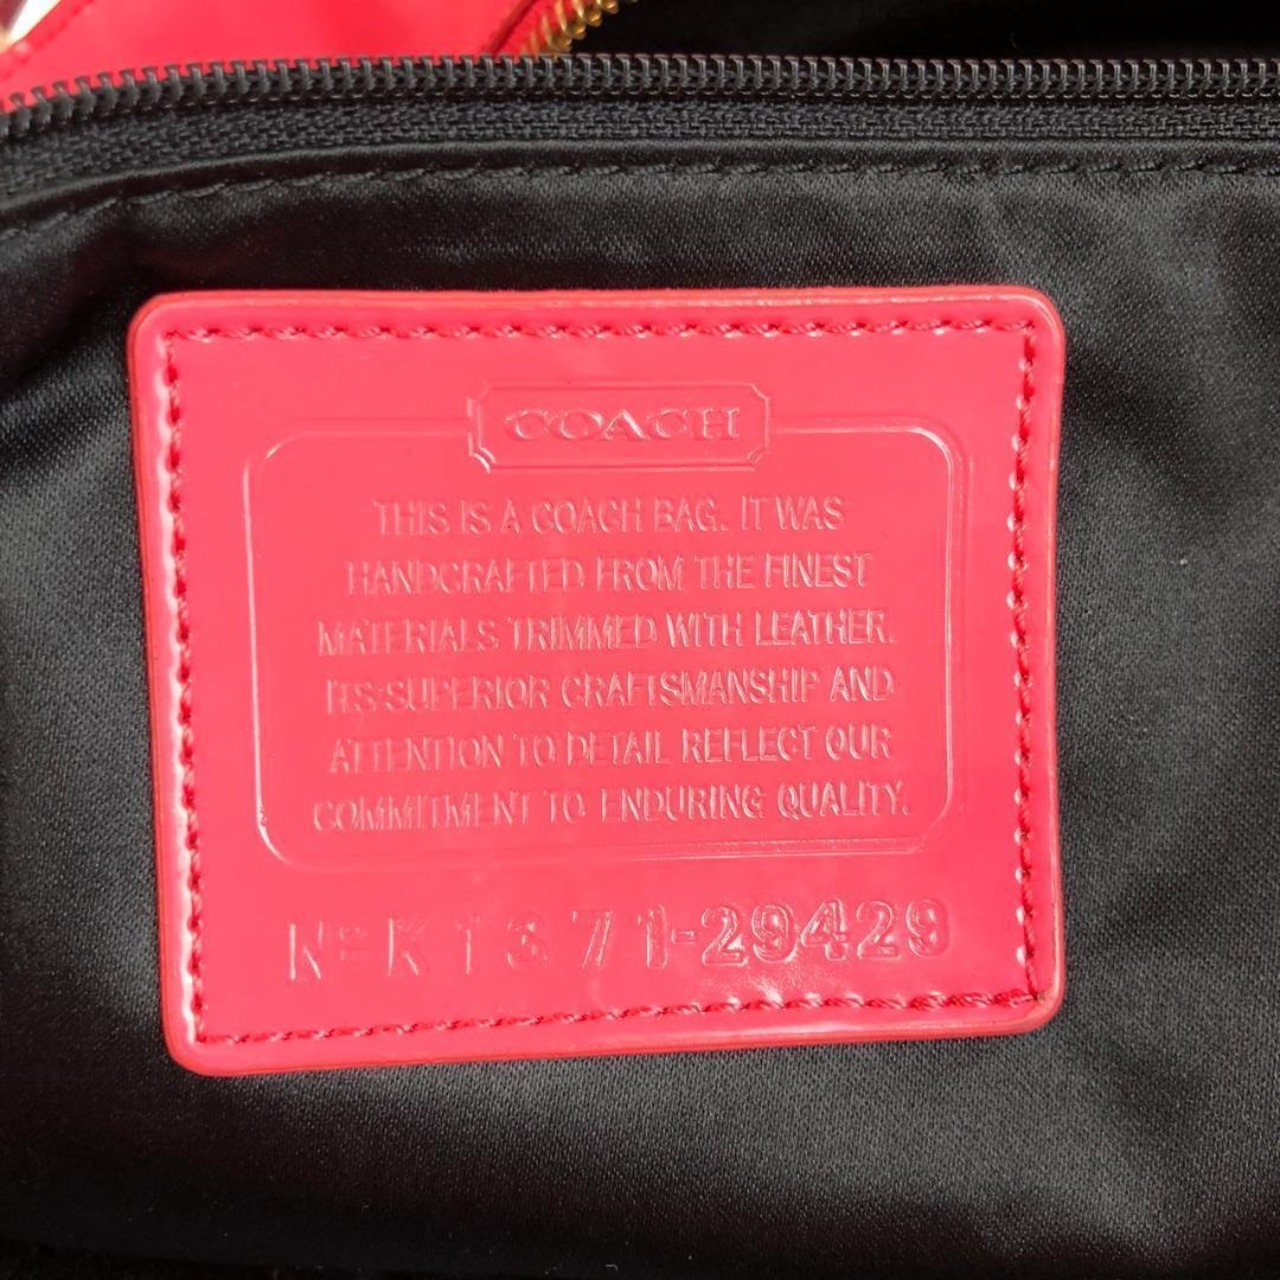 COACH
THIS IS A COACH BAG. IT WAS
HANDCRAFTED FROM THE FINEST
MATERIALS TRIMMED WITH LEATHER.
ITS SUPERIOR CRAFTSMANSHIP AND
ATTENTION TO DETAIL REFLECT OUR
COMMITMENT TO ENDURING QUALITY.
Nº K1371-29429